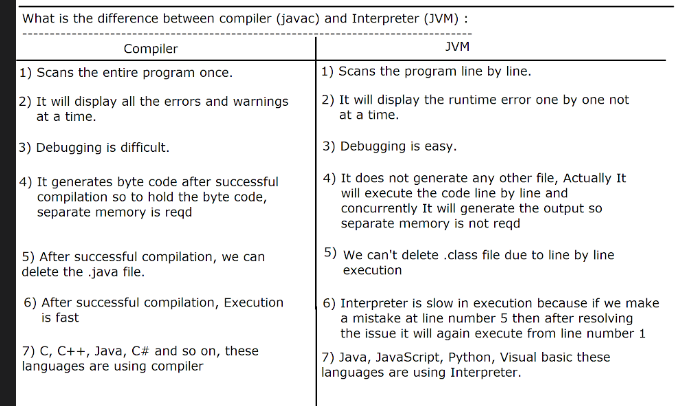 What is the difference between compiler (javac) and Interpreter (JVM) :
-----------------------------------------------------------------------
Compiler
1) Scans the entire program once.
2) It will display all the errors and warnings
at a time.
3) Debugging is difficult.
4) It generates byte code after successful
compilation so to hold the byte code,
separate memory is reqd
5) After successful compilation, we can
delete the .java file.
6) After successful compilation, Execution
is fast
7) C, C++, Java, C# and so on, these
languages are using compiler
JVM
1) Scans the program line by line.
2) It will display the runtime error one by one not
at a time.
3) Debugging is easy.
4) It does not generate any other file, Actually It
will execute the code line by line and
concurrently It will generate the output so
separate memory is not reqd
5) We can't delete .class file due to line by line
execution
6) Interpreter is slow in execution because if we make
a mistake at line number 5 then after resolving
the issue it will again execute from line number 1
7) Java, JavaScript, Python, Visual basic these
languages are using Interpreter.